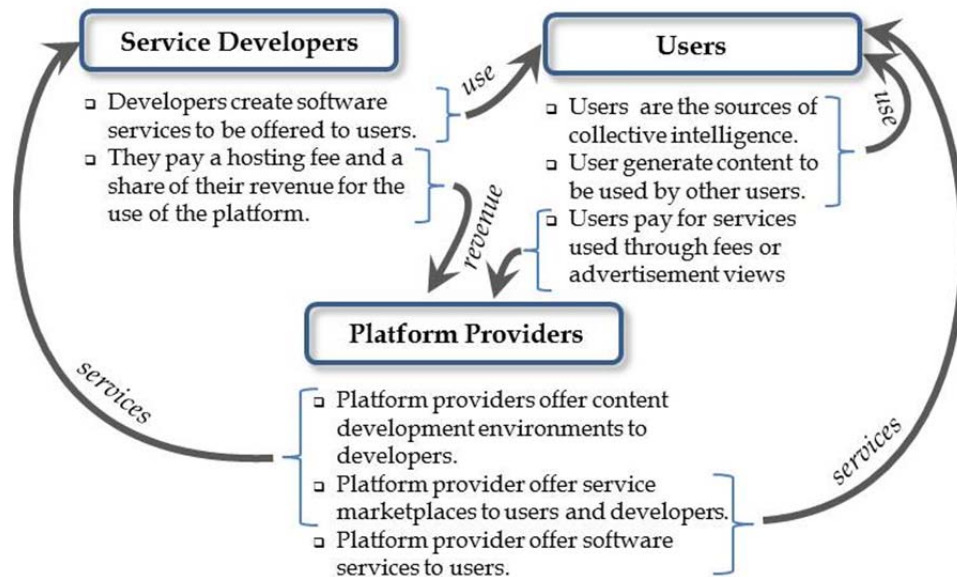 Service Developers
use
❑ Developers create software
services to be offered to users.
❑ They pay a hosting fee and a
share of their revenue for the
use of the platform.
revenue
Users
use
❑ Users are the sources of
collective intelligence.
❑ User generate content to
be used by other users.
❑ Users pay for services
used through fees or
advertisement views
Platform Providers
services
❑ Platform providers offer content
development environments to
developers.
❑ Platform provider offer service
marketplaces to users and developers.
❑ Platform provider offer software
services to users.
services